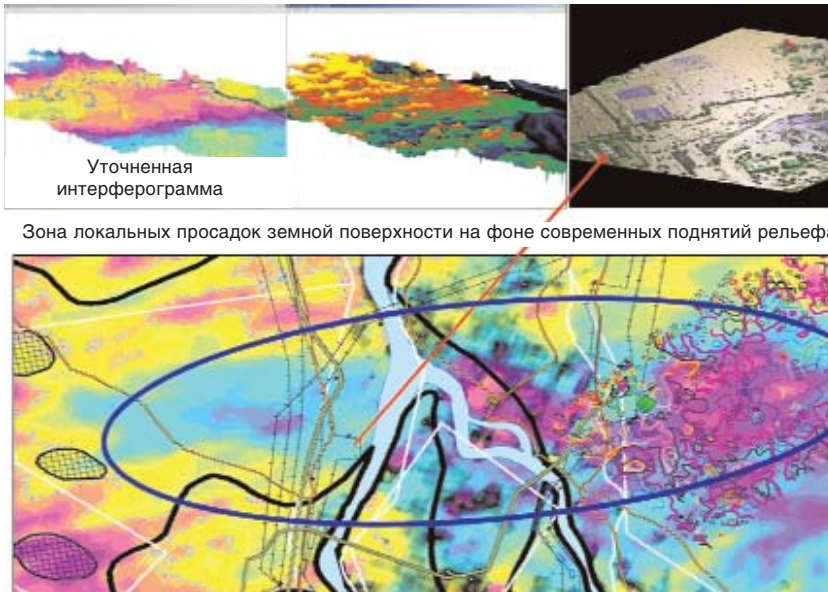 Уточненная
интерферограмма
Зона локальных просадок земной поверхности на фоне современных поднятий рельефа